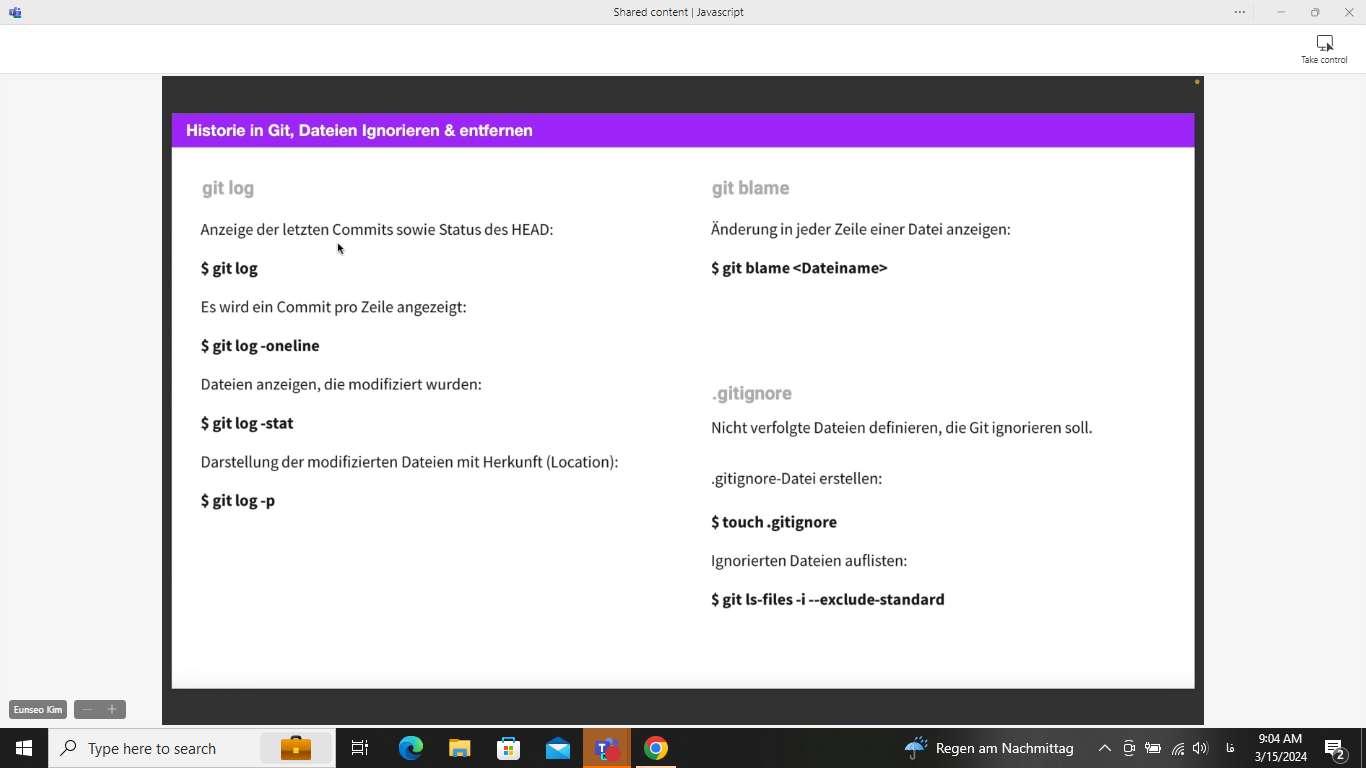 Shared content | Javascript
Take control
Historie in Git, Dateien Ignorieren & entfernen
git log
Anzeige der letzten Commits sowie Status des HEAD:
$ git log
Es wird ein Commit pro Zeile angezeigt:
$ git log -oneline
Dateien anzeigen, die modifiziert wurden:
$ git log -stat
Darstellung der modifizierten Dateien mit Herkunft (Location):
$ git log -p
git blame
Änderung in jeder Zeile einer Datei anzeigen:
$ git blame <Dateiname>
.gitignore
Nicht verfolgte Dateien definieren, die Git ignorieren soll.
.gitignore-Datei erstellen:
$ touch .gitignore
Ignorierten Dateien auflisten:
$ git ls-files -i --exclude-standard
Eunseo Kim
Type here to search
Regen am Nachmittag
فا
9:04 AM
3/15/2024
2